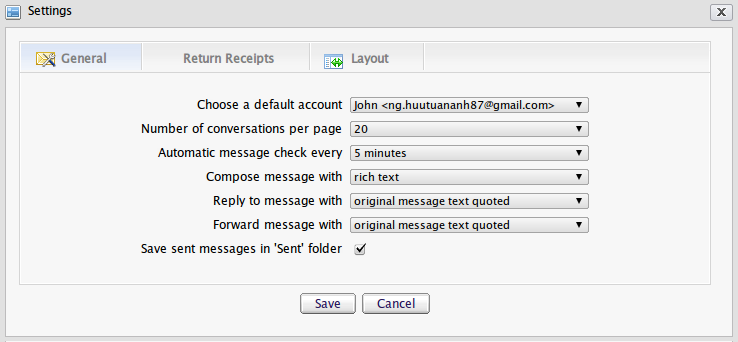 Settings
General Return Receipts Layout
Choose a default account John <ng.huutuananh87@gmail.com>
Number of conversations per page 20
Automatic message check every 5 minutes
Compose message with rich text
Reply to message with original message text quoted
Forward message with original message text quoted
Save sent messages in 'Sent' folder
Save Cancel